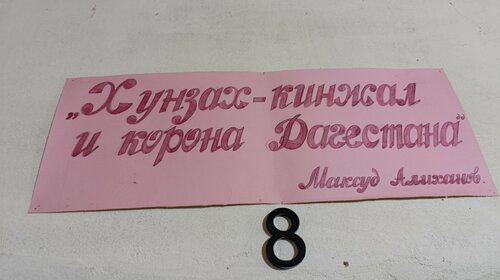 „Хунзах-кинжал
и корона Дагестана"
Максуд Алиханов.
8